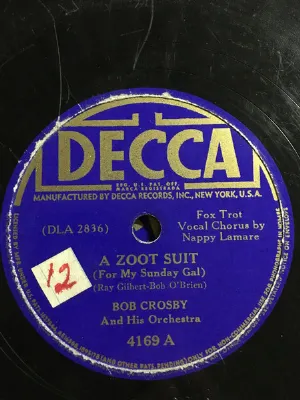 DECCA
REG. U.S. PAT. OFF.
MARCA REGISTRADA
MANUFACTURED BY DECCA RECORDS, INC., NEW YORK, U.S.A.
(DLA 2836)
Fox Trot
Vocal Chorus by
Nappy Lamare
A ZOOT SUIT
(For My Sunday Gal)
(Ray Gilbert-Bob O'Brien)
12
BOB CROSBY
And His Orchestra
4169 A